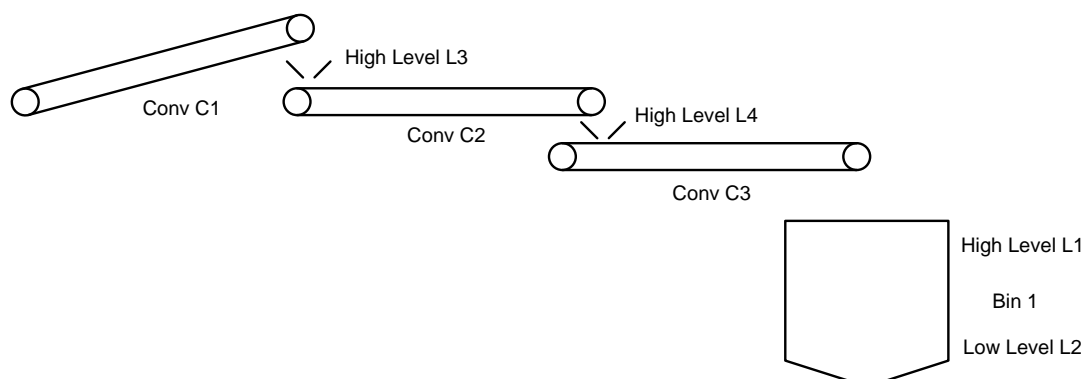 High Level L3
Conv C1
High Level L4
Conv C2
Conv C3
High Level L1
Bin 1
Low Level L2